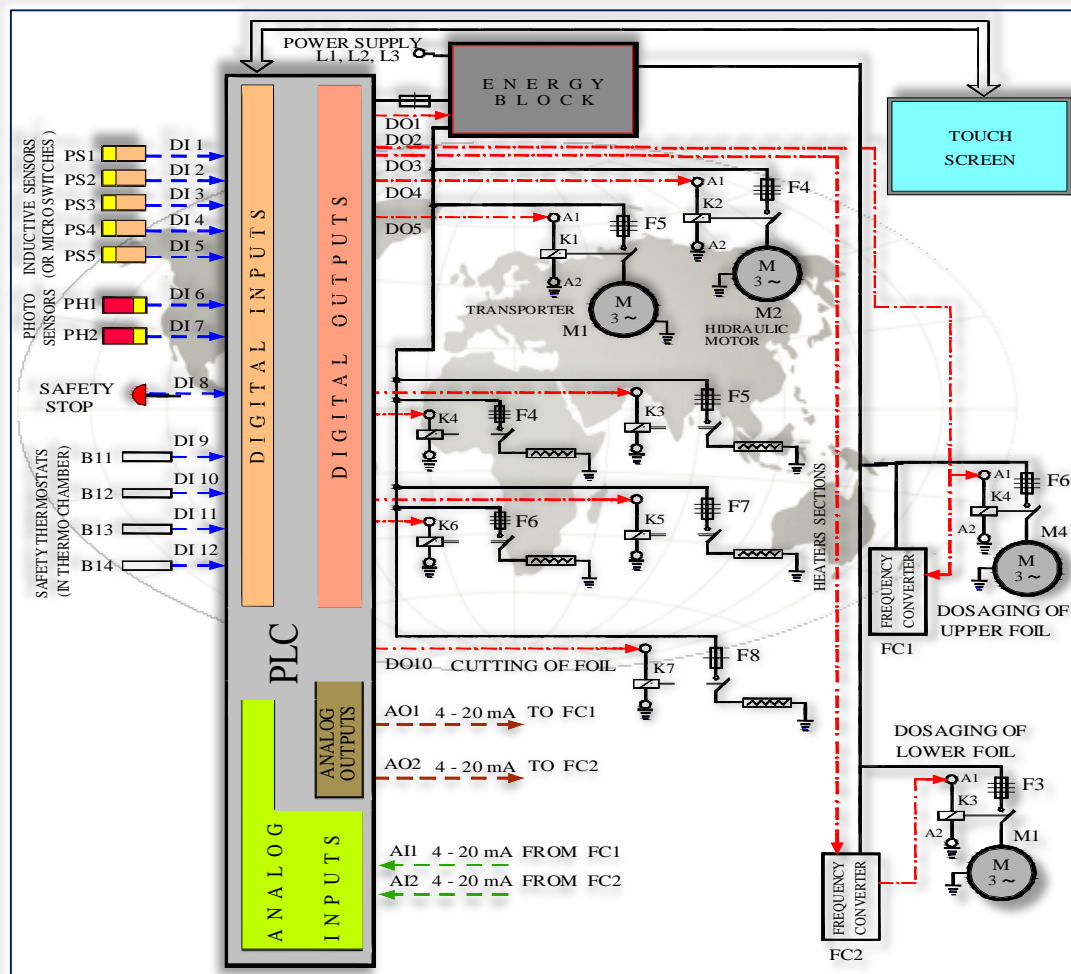 POWER SUPPLY
L1, L2, L3
ENERGY
BLOCK
TOUCH
SCREEN
INDUCTIVE SENSORS
(OR MICRO SWITCHES)
PS1
DI 1
PS2
DI 2
PS3
DI 3
PS4
DI 4
PS5
DI 5
PHOTO
SENSORS
PH1
DI 6
PH2
DI 7
SAFETY
STOP
DI 8
SAFETY THERMOSTATS
(IN THERMO CHAMBER)
B11
DI 9
B12
DI 10
B13
DI 11
B14
DI 12
DIGITAL INPUTS
DIGITAL OUTPUTS
PLC
ANALOG
OUTPUTS
ANALOG
INPUTS
DO1
DO2
DO3
DO4
DO5
A1
K2
A2
F4
M
3 ~
M2
HIDRAULIC
MOTOR
A1
K1
A2
F5
TRANSPORTER
M
3 ~
M1
K4
F4
K3
F5
K6
F6
K5
F7
HEATERS SECTIONS
DO10
CUTTING OF FOIL
K7
F8
AO1 4 - 20 mA TO FC1
AO2 4 - 20 mA TO FC2
AI1 4 - 20 mA FROM FC1
AI2 4 - 20 mA FROM FC2
A1
K4
A2
F6
M4
M
3 ~
FREQUENCY
CONVERTER
FC1
DOSAGING OF
UPPER FOIL
DOSAGING OF
LOWER FOIL
A1
K3
A2
F3
M1
M
3 ~
FREQUENCY
CONVERTER
FC2